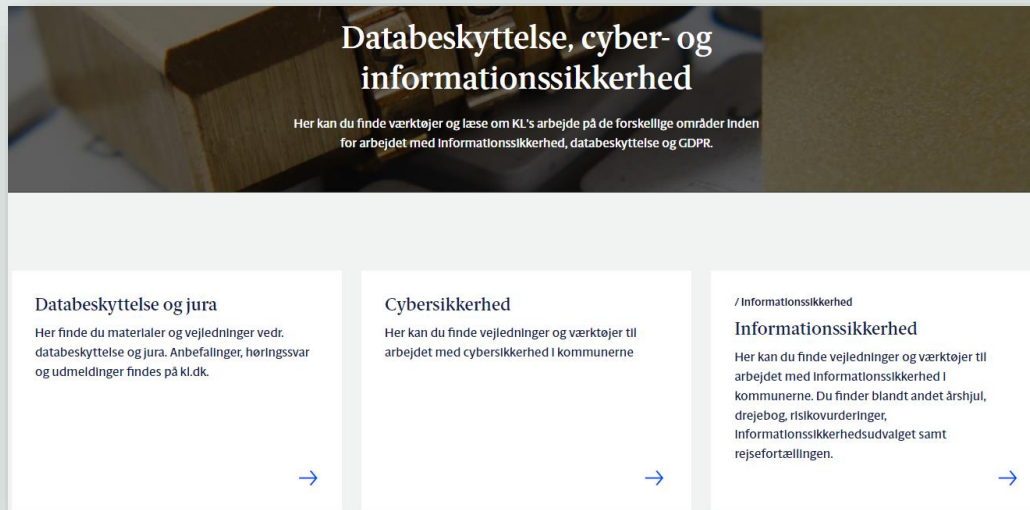 Databeskyttelse, cyber- og
informationssikkerhed
Her kan du finde værktøjer og læse om KL's arbejde på de forskellige områder inden
for arbejdet med informationssikkerhed, databeskyttelse og GDPR.
Databeskyttelse og jura
Her finde du materialer og vejledninger vedr.
databeskyttelse og jura. Anbefalinger, høringssvar
og udmeldinger findes på kl.dk.
Cybersikkerhed
Her kan du finde vejledninger og værktøjer til
arbejdet med cybersikkerhed i kommunerne
/ Informationssikkerhed
Informationssikkerhed
Her kan du finde vejledninger og værktøjer til
arbejdet med informationssikkerhed i
kommunerne. Du finder blandt andet årshjul,
drejebog, risikovurderinger,
informationssikkerhedsudvalget samt
rejsefortællingen.